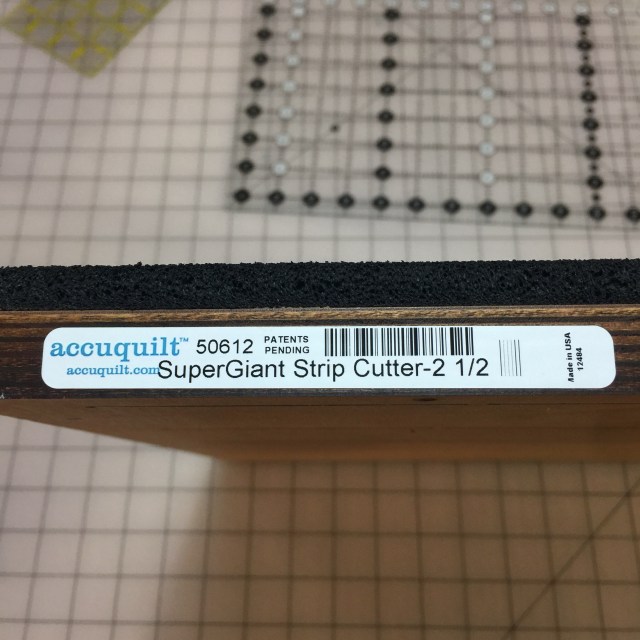 accuquilt™ 50612 PATENTS PENDING
accuquilt.com SuperGiant Strip Cutter-2 1/2
Made in USA
12484